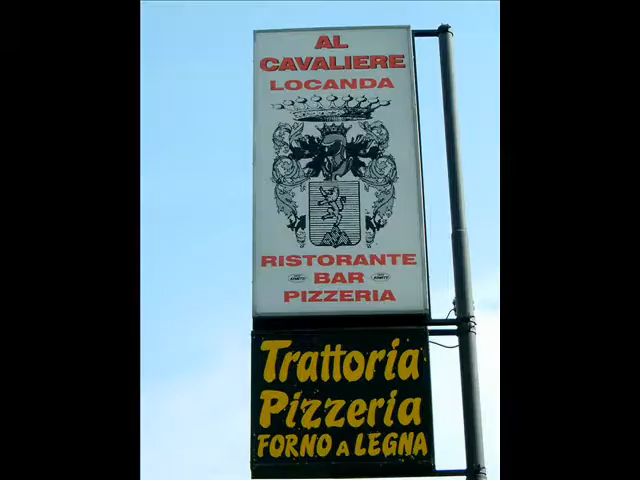 AL
CAVALIERE
LOCANDA
RISTORANTE
BAR
PIZZERIA
Trattoria
Pizzeria
FORNO A LEGNA